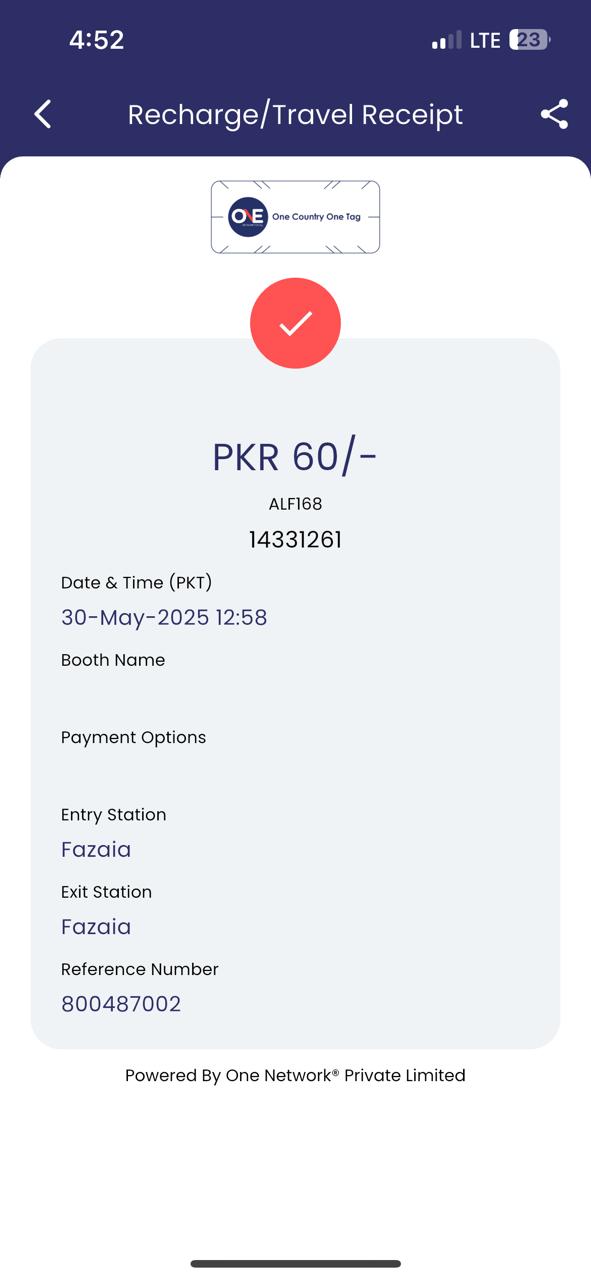 4:52
LTE 23
Recharge/Travel Receipt
ONE One Country One Tag
PKR 60/-
ALF168
14331261
Date & Time (PKT)
30-May-2025 12:58
Booth Name
Payment Options
Entry Station
Fazaia
Exit Station
Fazaia
Reference Number
800487002
Powered By One Network® Private Limited